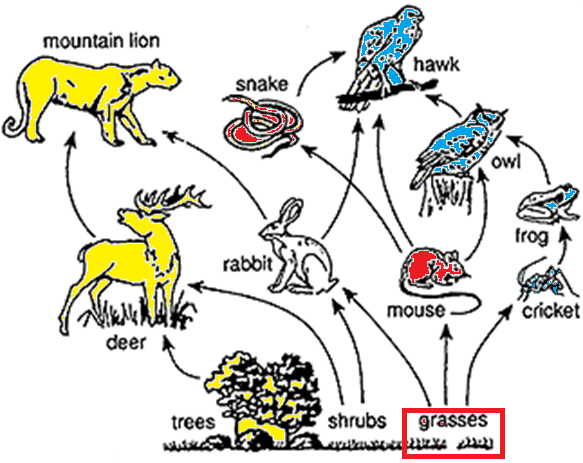 mountain lion
hawk
snake
owl
frog
rabbit
mouse
cricket
deer
trees
shrubs
grasses